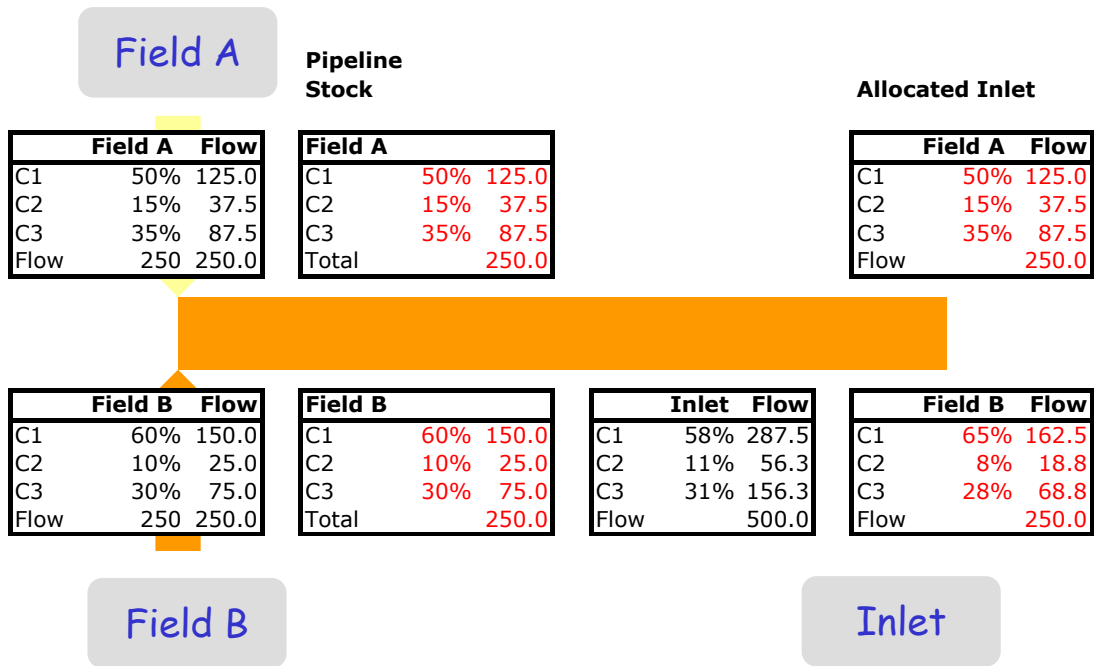 Field A
Pipeline
Stock
Allocated Inlet
Field A Flow
C1 50% 125.0
C2 15% 37.5
C3 35% 87.5
Flow 250 250.0
Field A
C1 50% 125.0
C2 15% 37.5
C3 35% 87.5
Total 250.0
Field A Flow
C1 50% 125.0
C2 15% 37.5
C3 35% 87.5
Flow 250.0
Field B Flow
C1 60% 150.0
C2 10% 25.0
C3 30% 75.0
Flow 250 250.0
Field B
C1 60% 150.0
C2 10% 25.0
C3 30% 75.0
Total 250.0
Inlet Flow
C1 58% 287.5
C2 11% 56.3
C3 31% 156.3
Flow 500.0
Field B Flow
C1 65% 162.5
C2 8% 18.8
C3 28% 68.8
Flow 250.0
Field B
Inlet